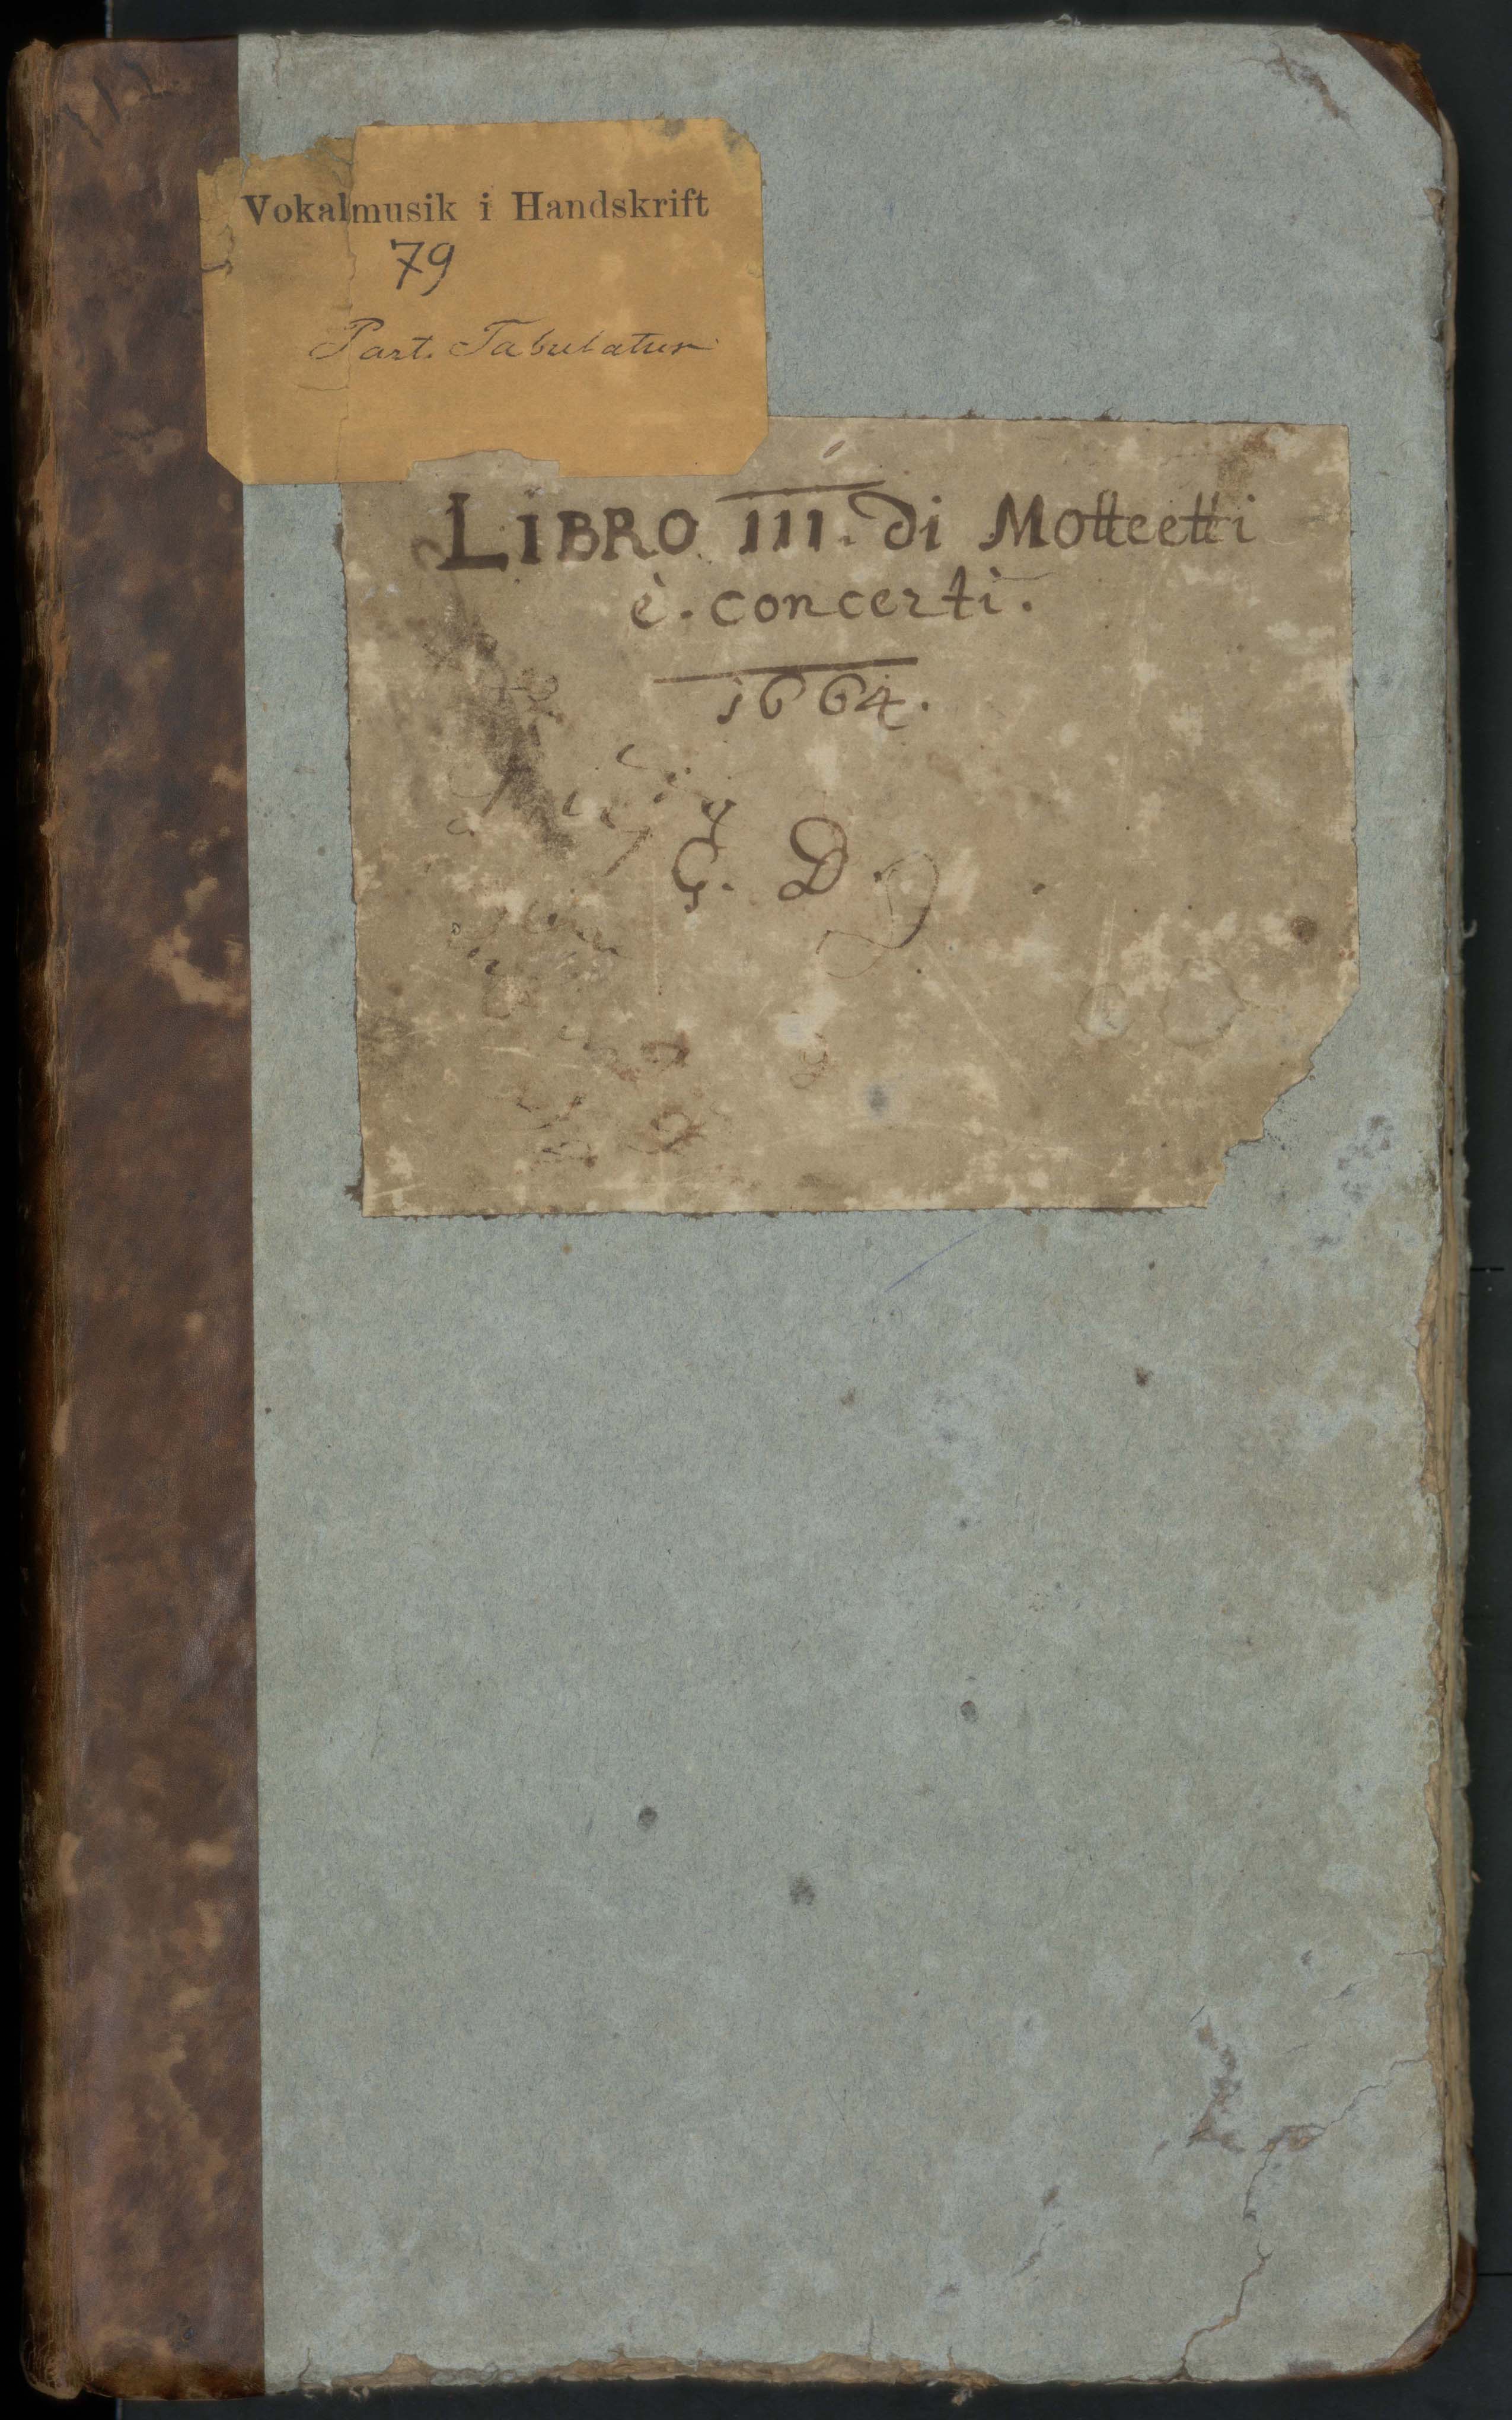 Vokalmusik i Handskrift
79
Part. Tabulatur
LIBRO III. di Motteetti
è. concerti.
1664.
G. D.